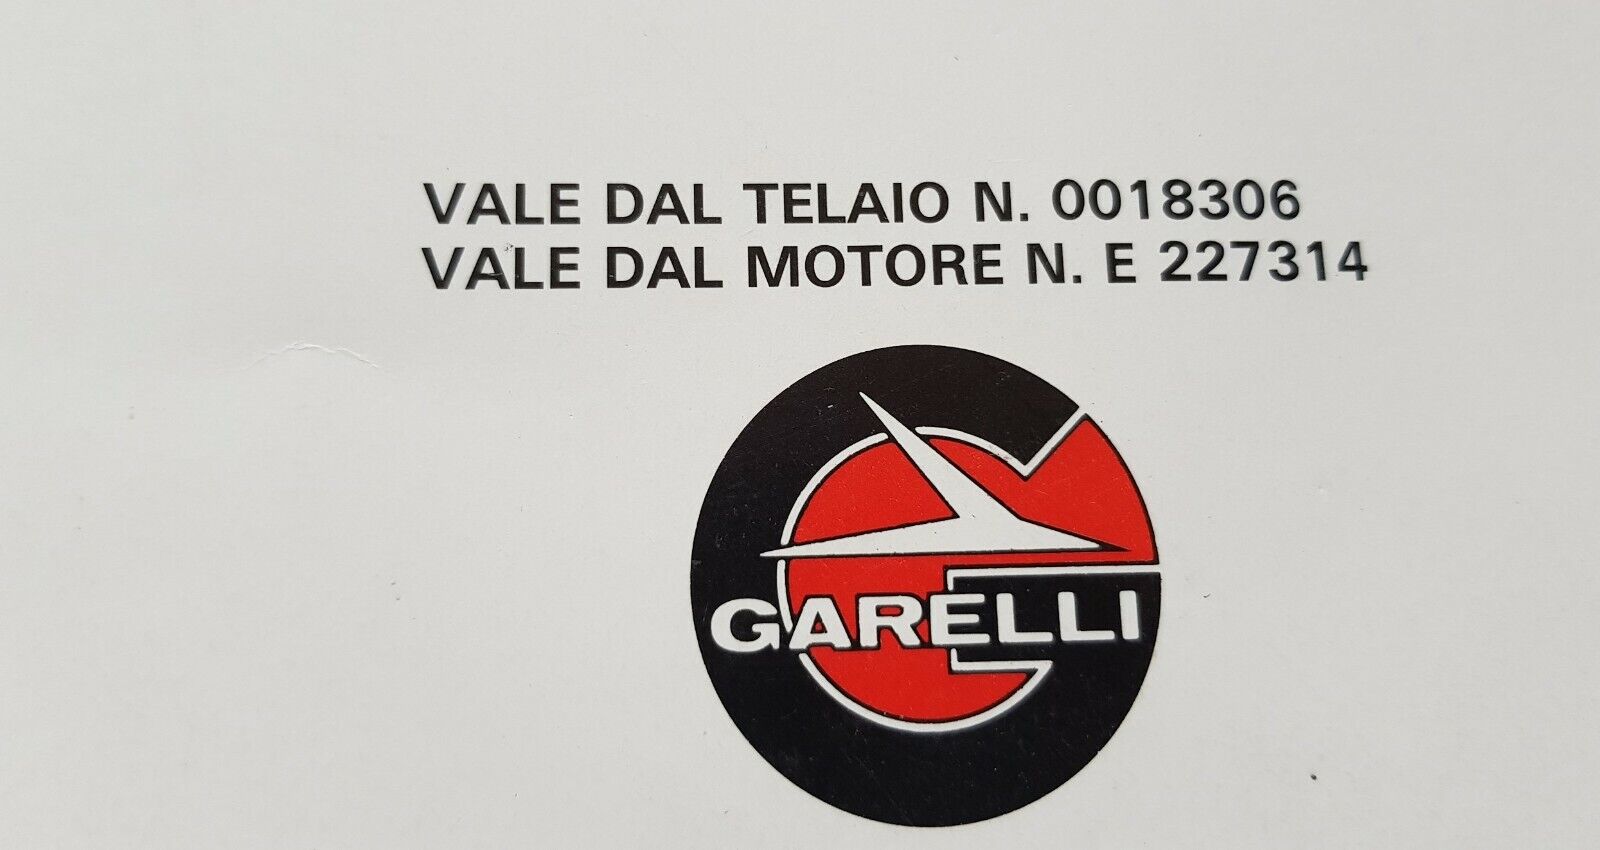 VALE DAL TELAIO N. 0018306
VALE DAL MOTORE N. E 227314
GARELLI